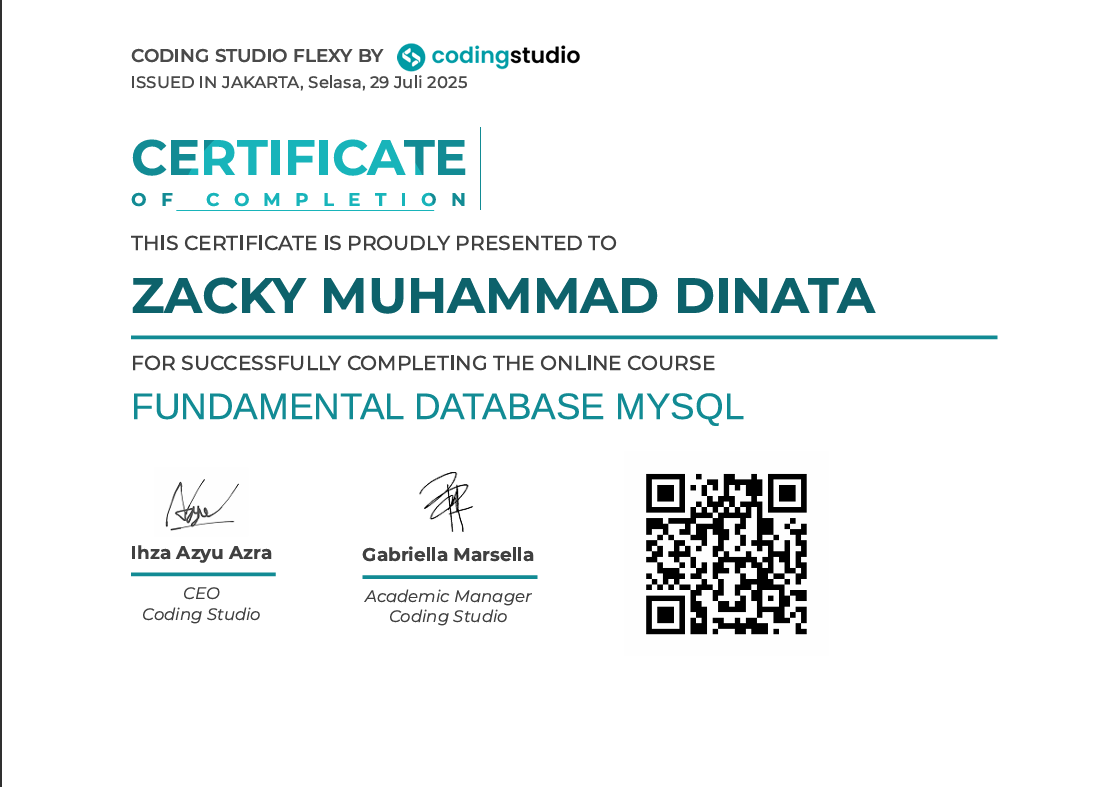 CODING STUDIO FLEXY BY codingstudio
ISSUED IN JAKARTA, Selasa, 29 Juli 2025
CERTIFICATE
OF COMPLETION
THIS CERTIFICATE IS PROUDLY PRESENTED TO
ZACKY MUHAMMAD DINATA
FOR SUCCESSFULLY COMPLETING THE ONLINE COURSE
FUNDAMENTAL DATABASE MYSQL
Ihza Azyu Azra
CEO
Coding Studio
Gabriella Marsella
Academic Manager
Coding Studio